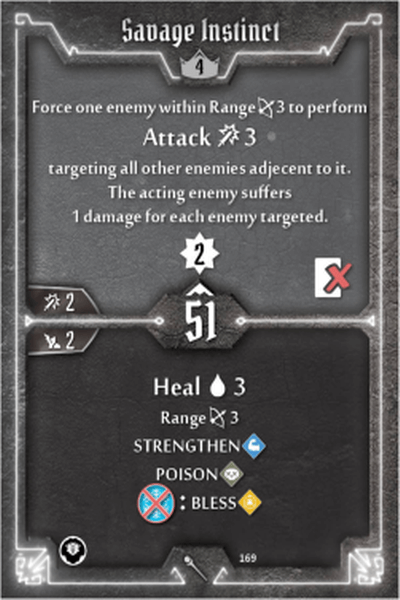 Savage Instinct
4
Force one enemy within Range 3 to perform
Attack 3
targeting all other enemies adjecent to it.
The acting enemy suffers
1 damage for each enemy targeted.
2
2
51
2
Heal 3
Range 3
STRENGTHEN
POISON
: BLESS
169